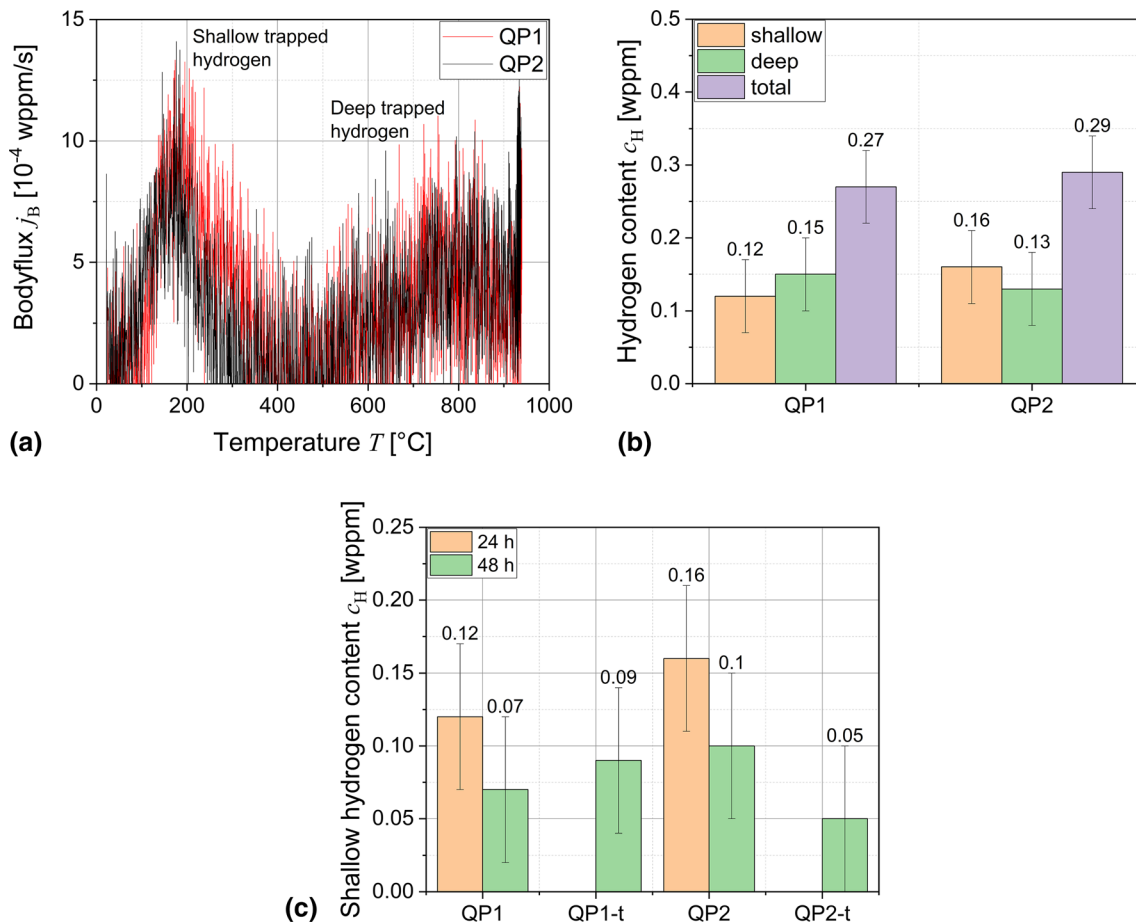 15
10
5
0
Bodyflux j_B [10⁻⁴ wppm/s]
Shallow trapped
hydrogen
Deep trapped
hydrogen
QP1
QP2
0 200 400 600 800 1000
Temperature T [°C]
(a)
0.5
0.4
0.3
0.2
0.1
0.0
Hydrogen content c_H [wppm]
shallow
deep
total
0.12
0.15
0.27
0.16
0.13
0.29
QP1 QP2
(b)
0.25
0.20
0.15
0.10
0.05
0.00
Shallow hydrogen content c_H [wppm]
24 h
48 h
0.12
0.07
0.09
0.16
0.1
0.05
QP1 QP1-t QP2 QP2-t
(c)